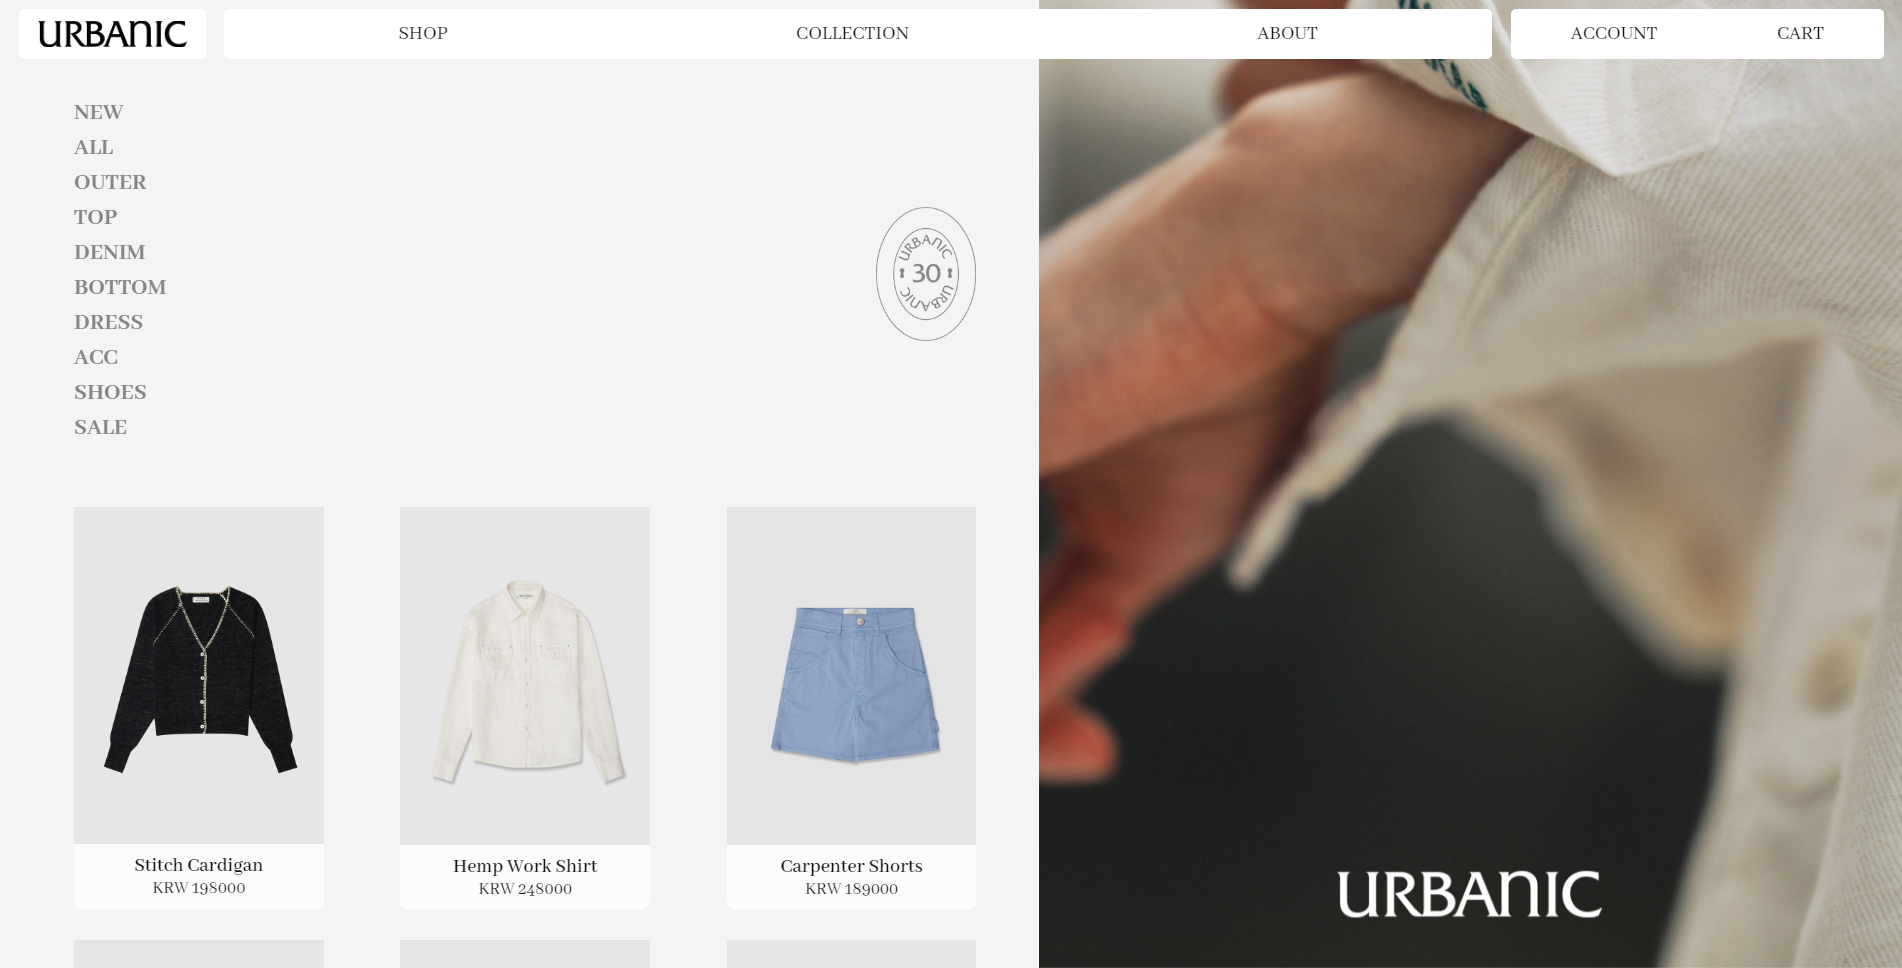 URBANIC
SHOP
COLLECTION
ABOUT
ACCOUNT
CART
NEW
ALL
OUTER
TOP
DENIM
BOTTOM
DRESS
ACC
SHOES
SALE
URBANIC
30
URBANIC
Stitch Cardigan
KRW 198000
Hemp Work Shirt
KRW 248000
Carpenter Shorts
KRW 189000
URBANIC